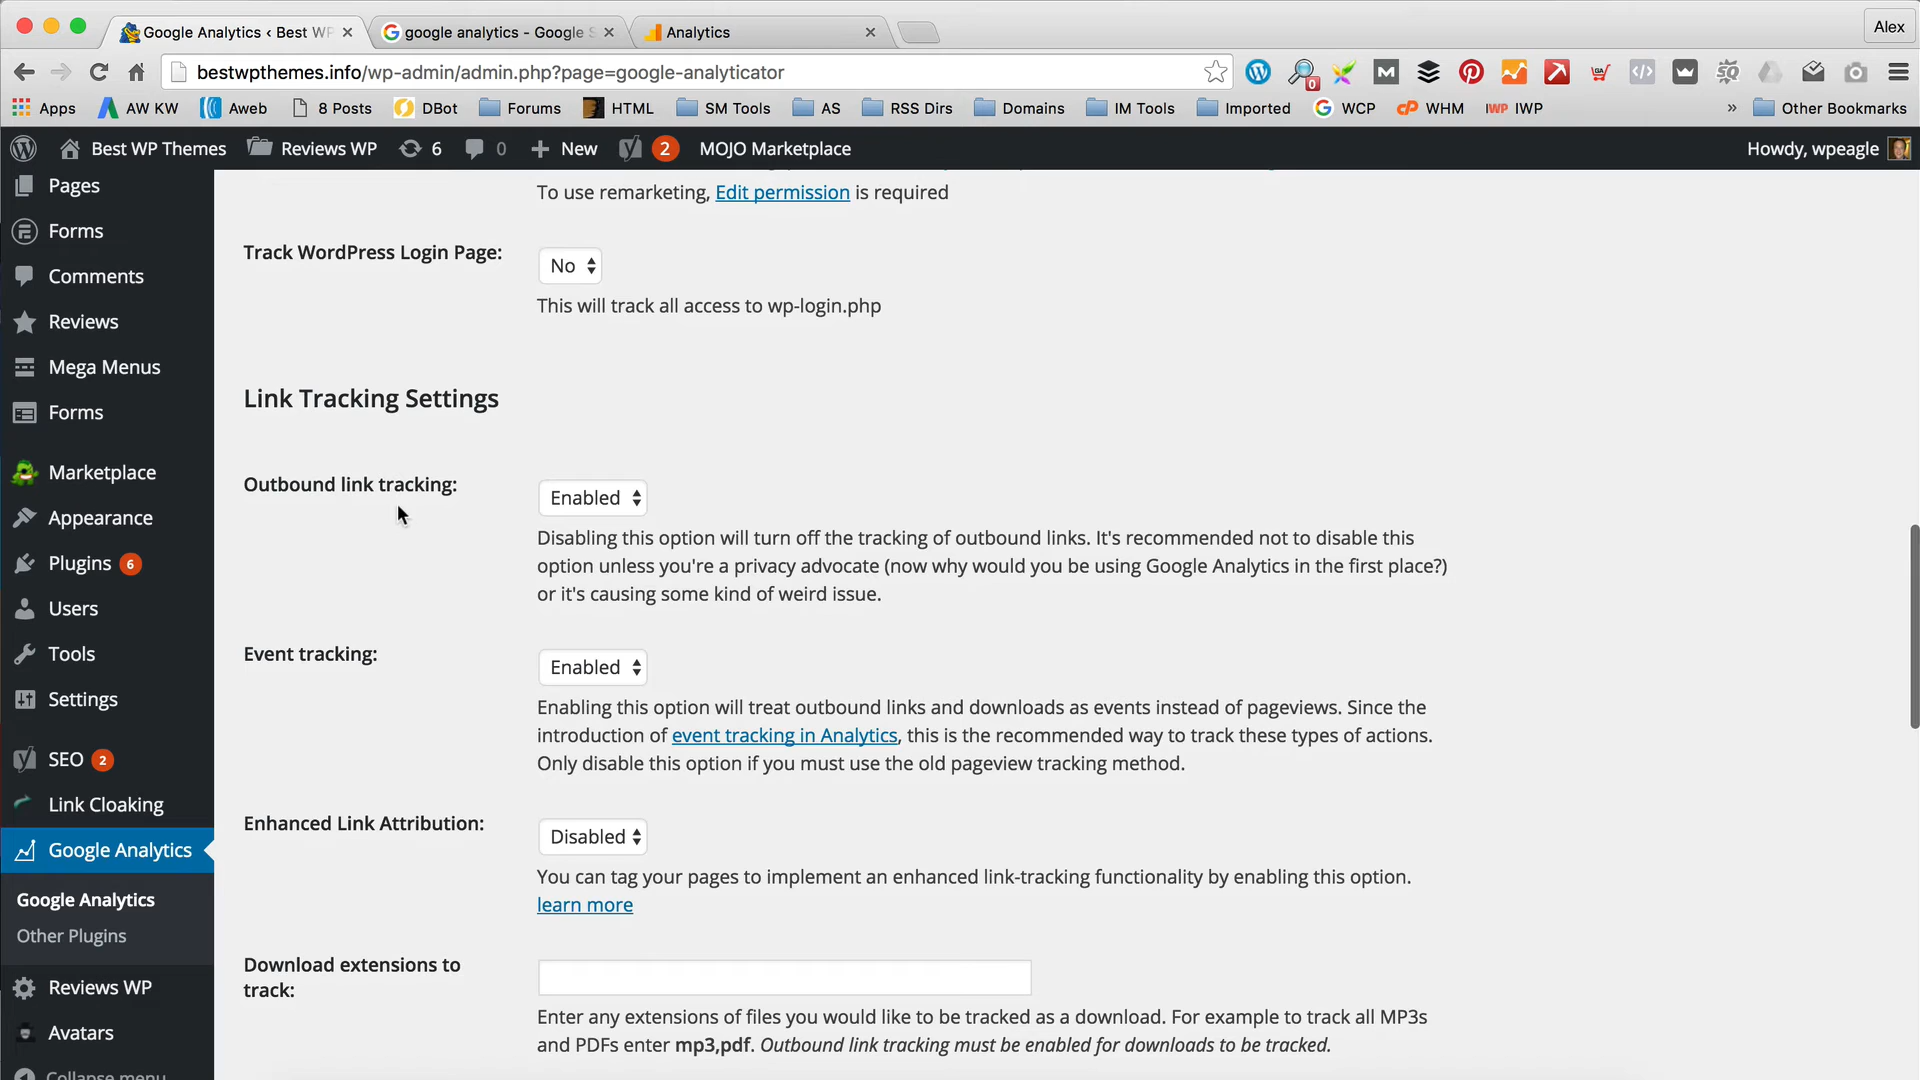 Google Analytics ‹ Best WP
google analytics - Google S
Analytics
Alex
bestwpthemes.info/wp-admin/admin.php?page=google-analyticator
0
Apps
AW KW
Aweb
8 Posts
DBot
Forums
HTML
SM Tools
AS
RSS Dirs
Domains
IM Tools
Imported
WCP
WHM
IWP IWP
»
Other Bookmarks
Best WP Themes
Reviews WP
6
0
New
2
MOJO Marketplace
Howdy, wpeagle
Pages
Forms
Comments
Reviews
Mega Menus
Forms
Marketplace
Appearance
Plugins 6
Users
Tools
Settings
SEO 2
Link Cloaking
Google Analytics
Google Analytics
Other Plugins
Reviews WP
Avatars
Collapse menu
To use remarketing, Edit permission is required
Track WordPress Login Page:
No
This will track all access to wp-login.php
Link Tracking Settings
Outbound link tracking:
Enabled
Disabling this option will turn off the tracking of outbound links. It's recommended not to disable this
option unless you're a privacy advocate (now why would you be using Google Analytics in the first place?)
or it's causing some kind of weird issue.
Event tracking:
Enabled
Enabling this option will treat outbound links and downloads as events instead of pageviews. Since the
introduction of event tracking in Analytics, this is the recommended way to track these types of actions.
Only disable this option if you must use the old pageview tracking method.
Enhanced Link Attribution:
Disabled
You can tag your pages to implement an enhanced link-tracking functionality by enabling this option.
learn more
Download extensions to
track:
Enter any extensions of files you would like to be tracked as a download. For example to track all MP3s
and PDFs enter mp3,pdf. Outbound link tracking must be enabled for downloads to be tracked.